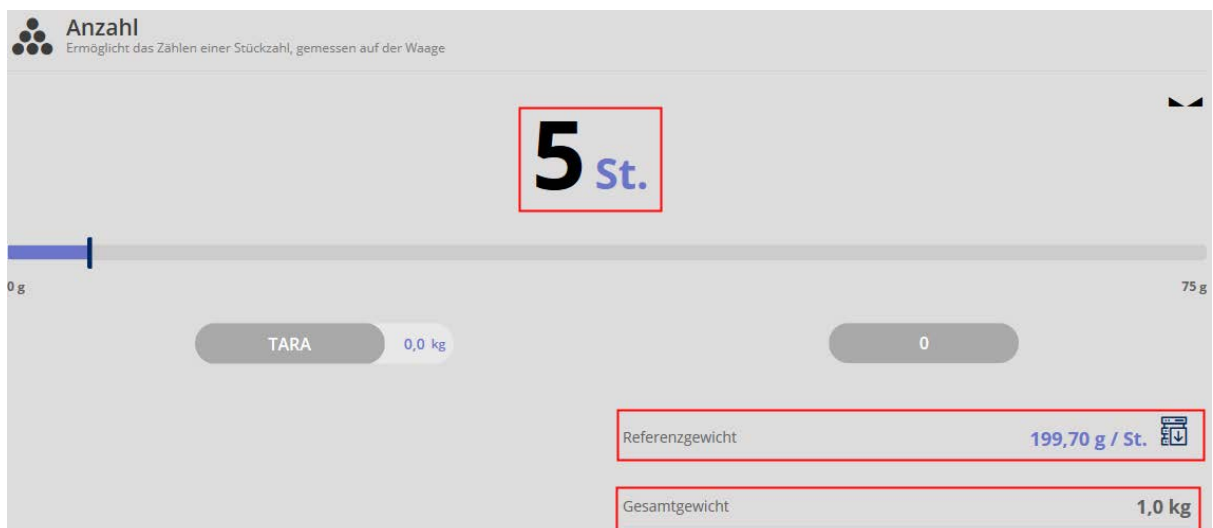 Anzahl
Ermöglicht das Zählen einer Stückzahl, gemessen auf der Waage
5 St.
0 g
75 g
TARA
0,0 kg
0
Referenzgewicht
199,70 g / St.
Gesamtgewicht
1,0 kg